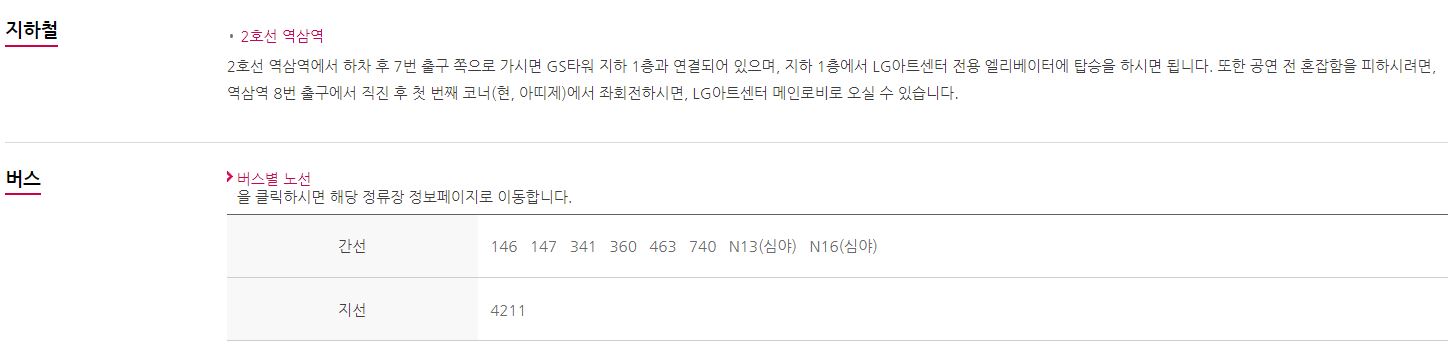 지하철
• 2호선 역삼역
2호선 역삼역에서 하차 후 7번 출구 쪽으로 가시면 GS타워 지하 1층과 연결되어 있으며, 지하 1층에서 LG아트센터 전용 엘리베이터에 탑승을 하시면 됩니다. 또한 공연 전 혼잡함을 피하시려면,
역삼역 8번 출구에서 직진 후 첫 번째 코너(현, 아띠제)에서 좌회전하시면, LG아트센터 메인로비로 오실 수 있습니다.
버스
버스별 노선
을 클릭하시면 해당 정류장 정보페이지로 이동합니다.
간선 146 147 341 360 463 740 N13(심야) N16(심야)
지선 4211